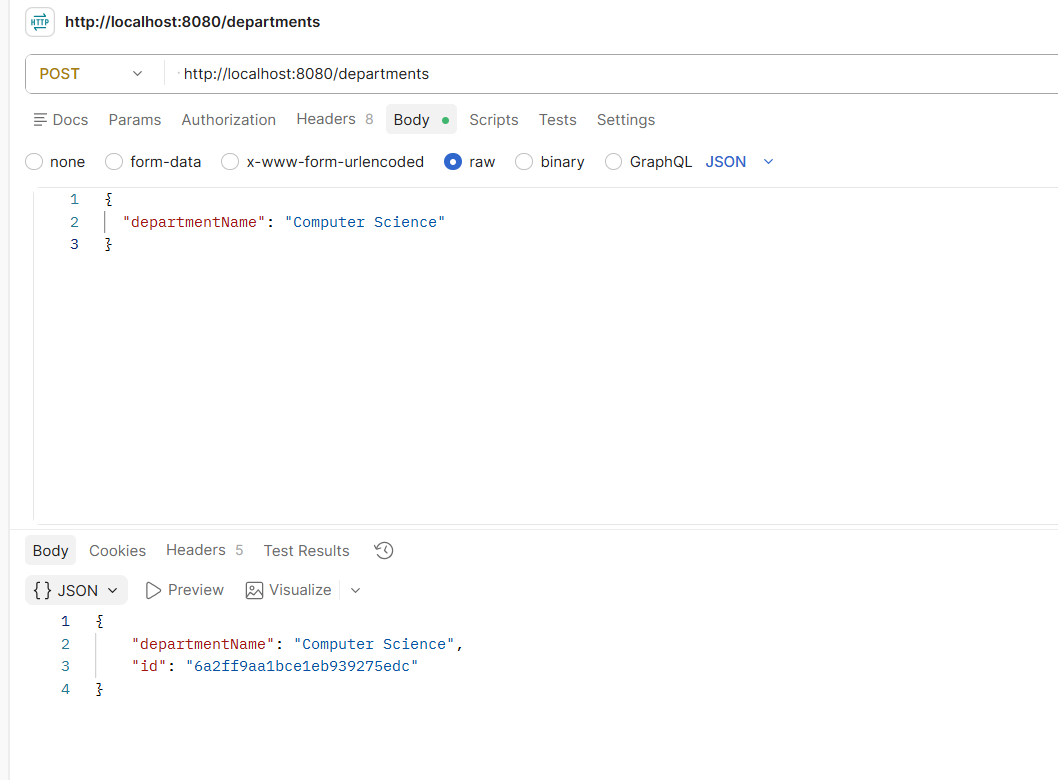 HTTP http://localhost:8080/departments
POST http://localhost:8080/departments
Docs Params Authorization Headers 8 Body Scripts Tests Settings
none form-data x-www-form-urlencoded raw binary GraphQL JSON
1 {
2 "departmentName": "Computer Science"
3 }
Body Cookies Headers 5 Test Results
{} JSON Preview Visualize
1 {
2 "departmentName": "Computer Science",
3 "id": "6a2ff9aa1bce1eb939275edc"
4 }